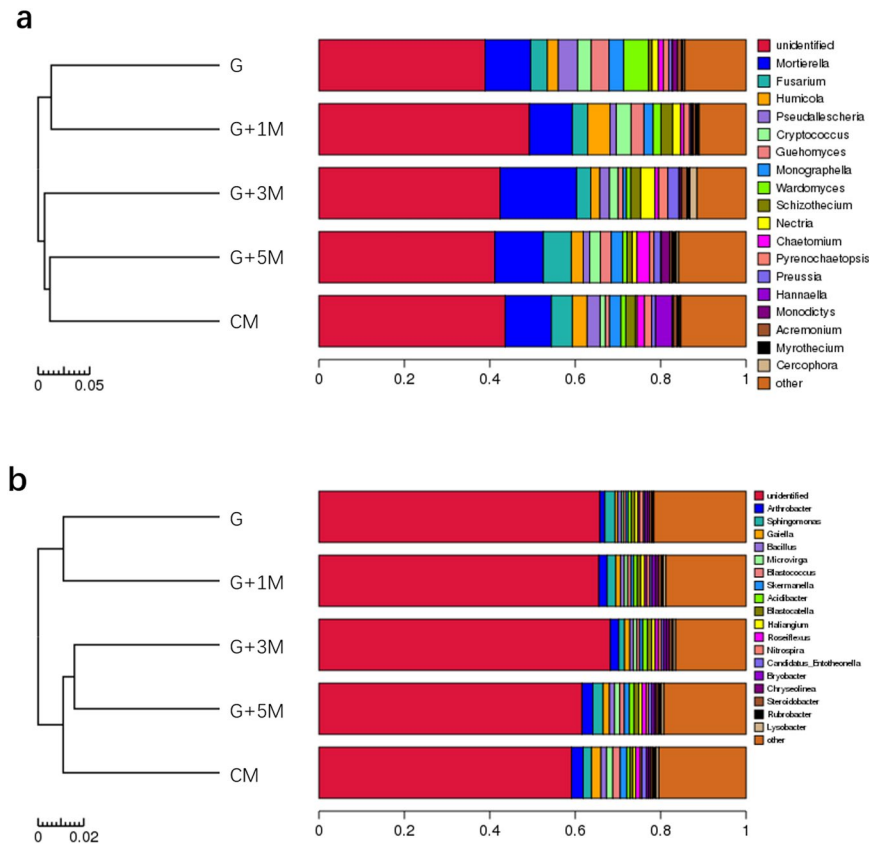 a
G
G+1M
G+3M
G+5M
CM
0 0.05
0 0.2 0.4 0.6 0.8 1
unidentified
Mortierella
Fusarium
Humicola
Pseudallescheria
Cryptococcus
Guehomyces
Monographella
Wardomyces
Schizothecium
Nectria
Chaetomium
Pyrenochaetopsis
Preussia
Hannaella
Monodictys
Acremonium
Myrothecium
Cercophora
other
b
G
G+1M
G+3M
G+5M
CM
0 0.02
0 0.2 0.4 0.6 0.8 1
unidentified
Arthrobacter
Sphingomonas
Gaiella
Bacillus
Microvirga
Blastococcus
Skermanella
Acidibacter
Blastocatella
Haliangium
Roseiflexus
Nitrospira
Candidatus_Entotheonella
Bryobacter
Chryseolinea
Steroidobacter
Rubrobacter
Lysobacter
other